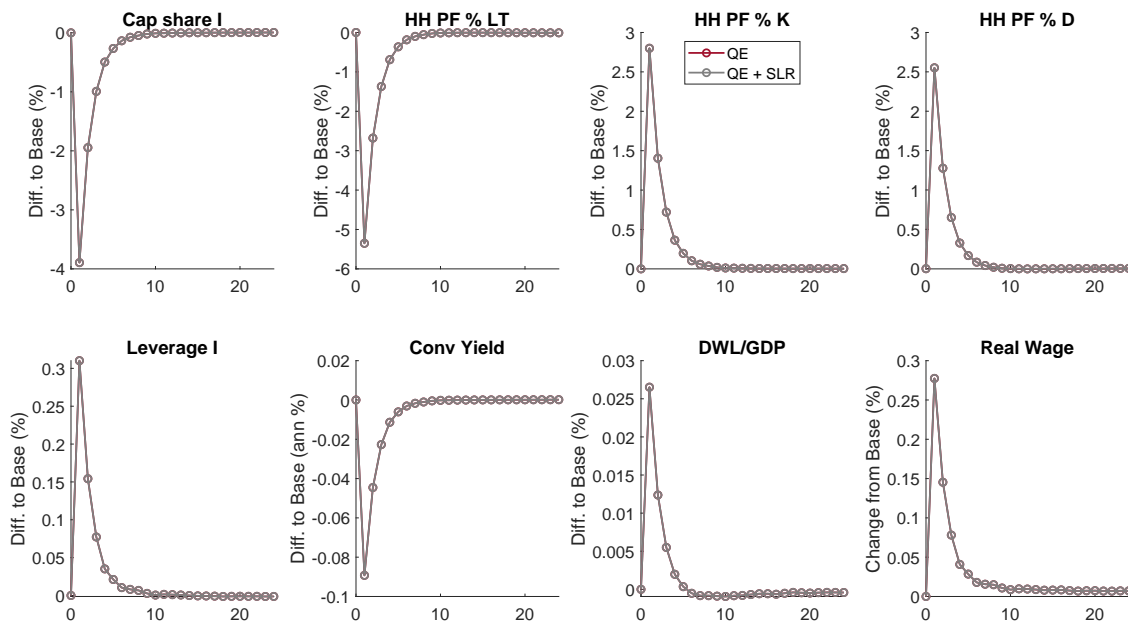 Cap share I
Diff. to Base (%)
0
-1
-2
-3
-4
0 10 20
HH PF % LT
Diff. to Base (%)
0
-1
-2
-3
-4
-5
-6
0 10 20
HH PF % K
QE
QE + SLR
Diff. to Base (%)
3
2.5
2
1.5
1
0.5
0
0 10 20
HH PF % D
Diff. to Base (%)
3
2.5
2
1.5
1
0.5
0
0 10 20
Leverage I
Diff. to Base (%)
0.3
0.25
0.2
0.15
0.1
0.05
0
0 10 20
Conv Yield
Diff. to Base (ann %)
0.02
0
-0.02
-0.04
-0.06
-0.08
-0.1
0 10 20
DWL/GDP
Diff. to Base (%)
0.03
0.025
0.02
0.015
0.01
0.005
0
0 10 20
Real Wage
Change from Base (%)
0.3
0.25
0.2
0.15
0.1
0.05
0
0 10 20